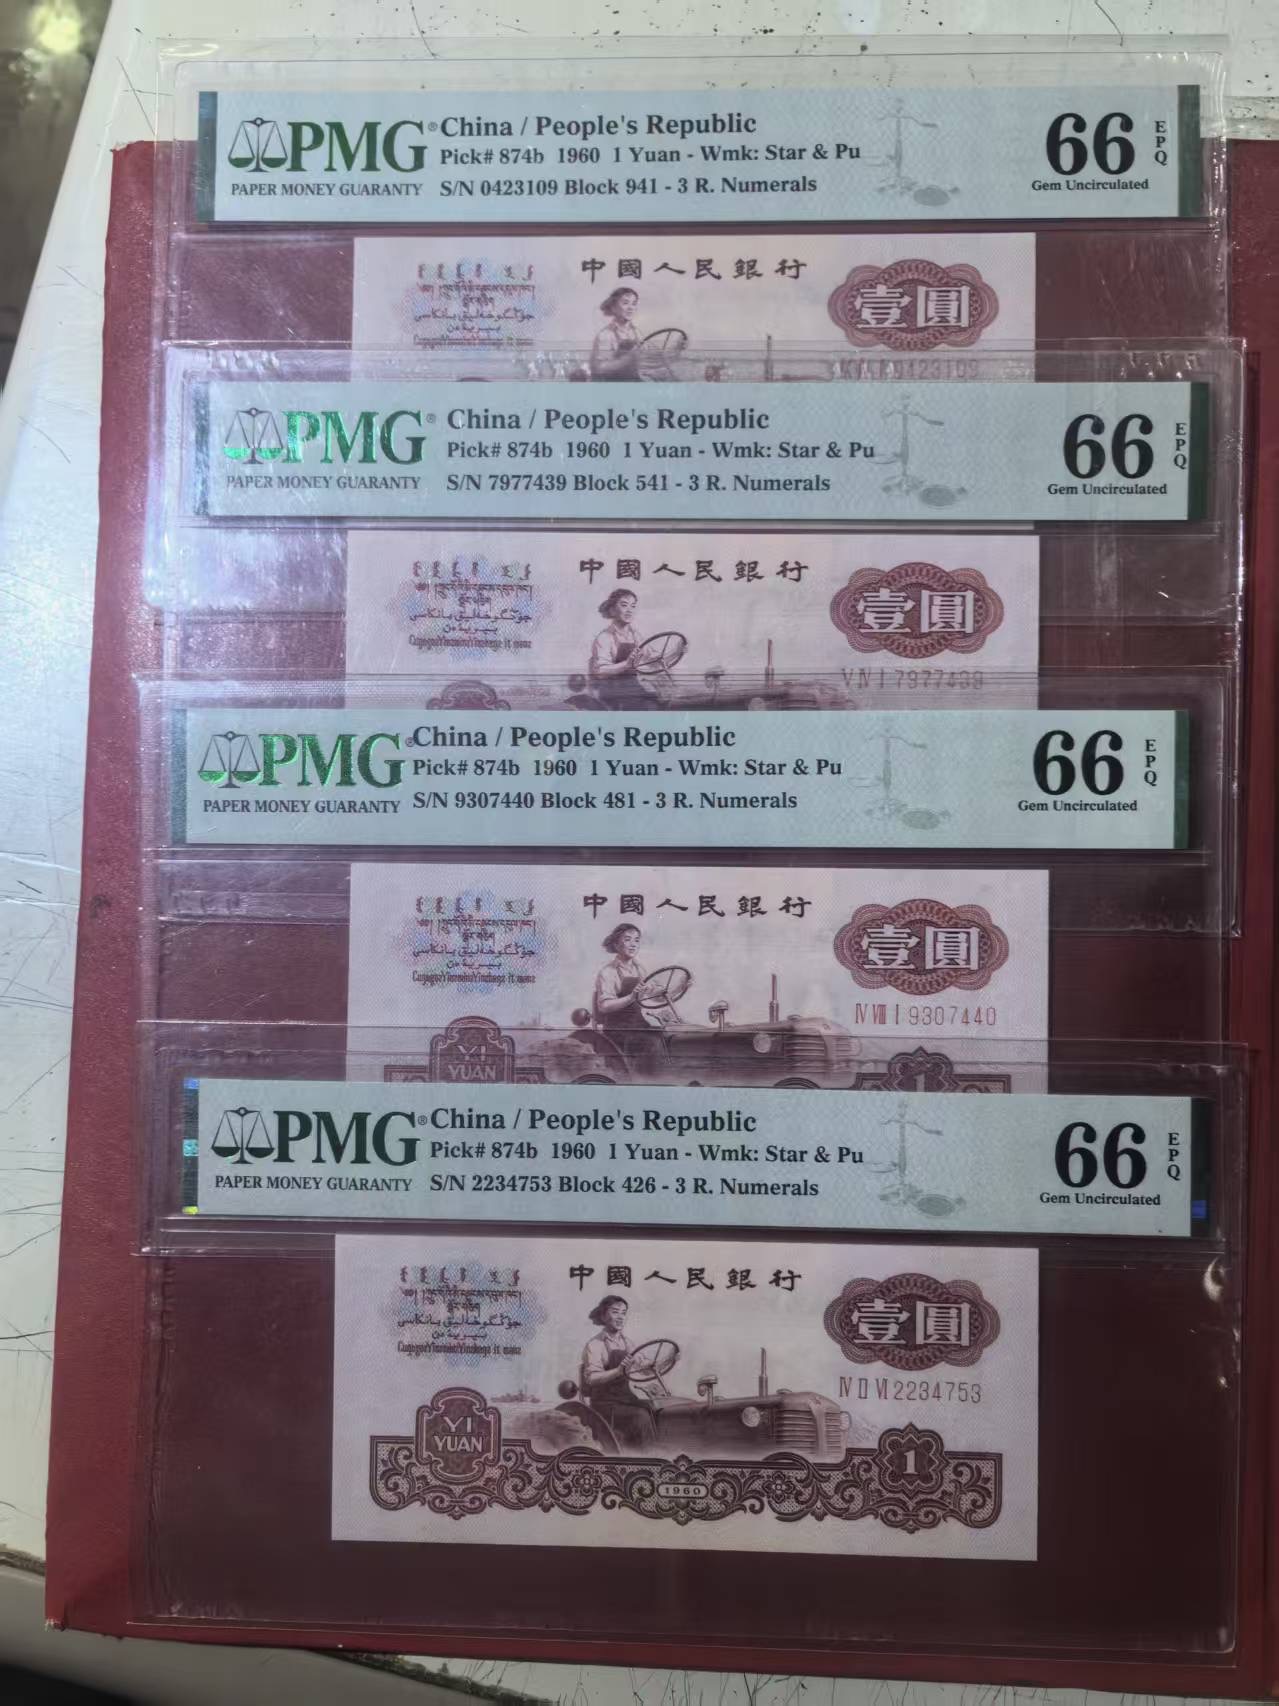 PMG®
PAPER MONEY GUARANTY
China / People's Republic
Pick# 874b 1960 1 Yuan - Wmk: Star & Pu
S/N 0423109 Block 941 - 3 R. Numerals
66 EPQ
Gem Uncirculated
中國人民銀行
壹圓
PMG®
PAPER MONEY GUARANTY
China / People's Republic
Pick# 874b 1960 1 Yuan - Wmk: Star & Pu
S/N 7977439 Block 541 - 3 R. Numerals
66 EPQ
Gem Uncirculated
中國人民銀行
壹圓
V IV I 7977439
PMG®
PAPER MONEY GUARANTY
China / People's Republic
Pick# 874b 1960 1 Yuan - Wmk: Star & Pu
S/N 9307440 Block 481 - 3 R. Numerals
66 EPQ
Gem Uncirculated
中國人民銀行
壹圓
IV VIII I 9307440
YI
YUAN
1
PMG®
PAPER MONEY GUARANTY
China / People's Republic
Pick# 874b 1960 1 Yuan - Wmk: Star & Pu
S/N 2234753 Block 426 - 3 R. Numerals
66 EPQ
Gem Uncirculated
中國人民銀行
壹圓
IV II VI 2234753
YI
YUAN
1
1960